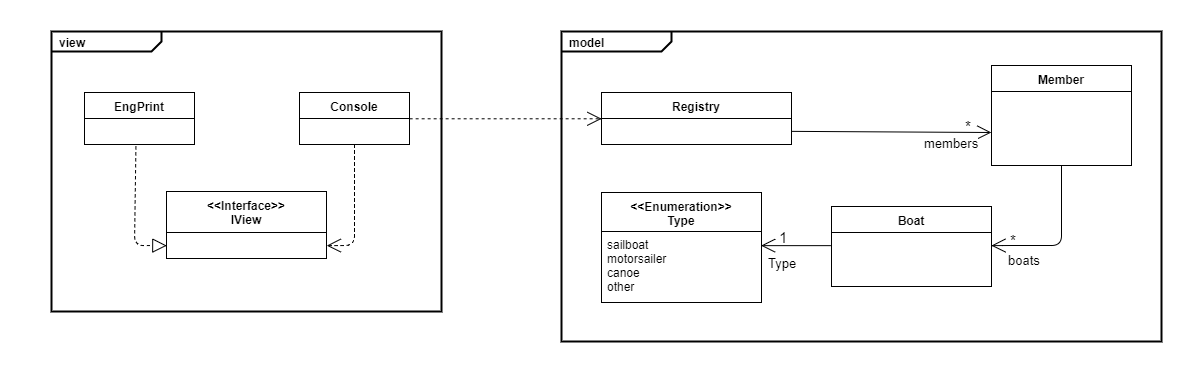 view
EngPrint
Console
<<Interface>>
IView
model
Registry
*
members
Member
<<Enumeration>>
Type
sailboat
motorsailer
canoe
other
1
Type
Boat
*
boats